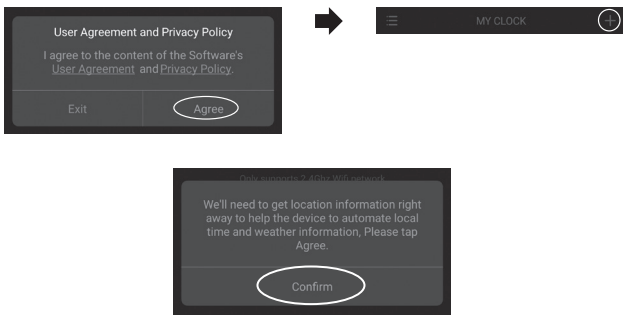 User Agreement and Privacy Policy
I agree to the content of the Software's
User Agreement and Privacy Policy.
Exit
Agree
MY CLOCK
Only supports 2.4Ghz Wifi network
We'll need to get location information right
away to help the device to automate local
time and weather information, Please tap
Agree.
Confirm